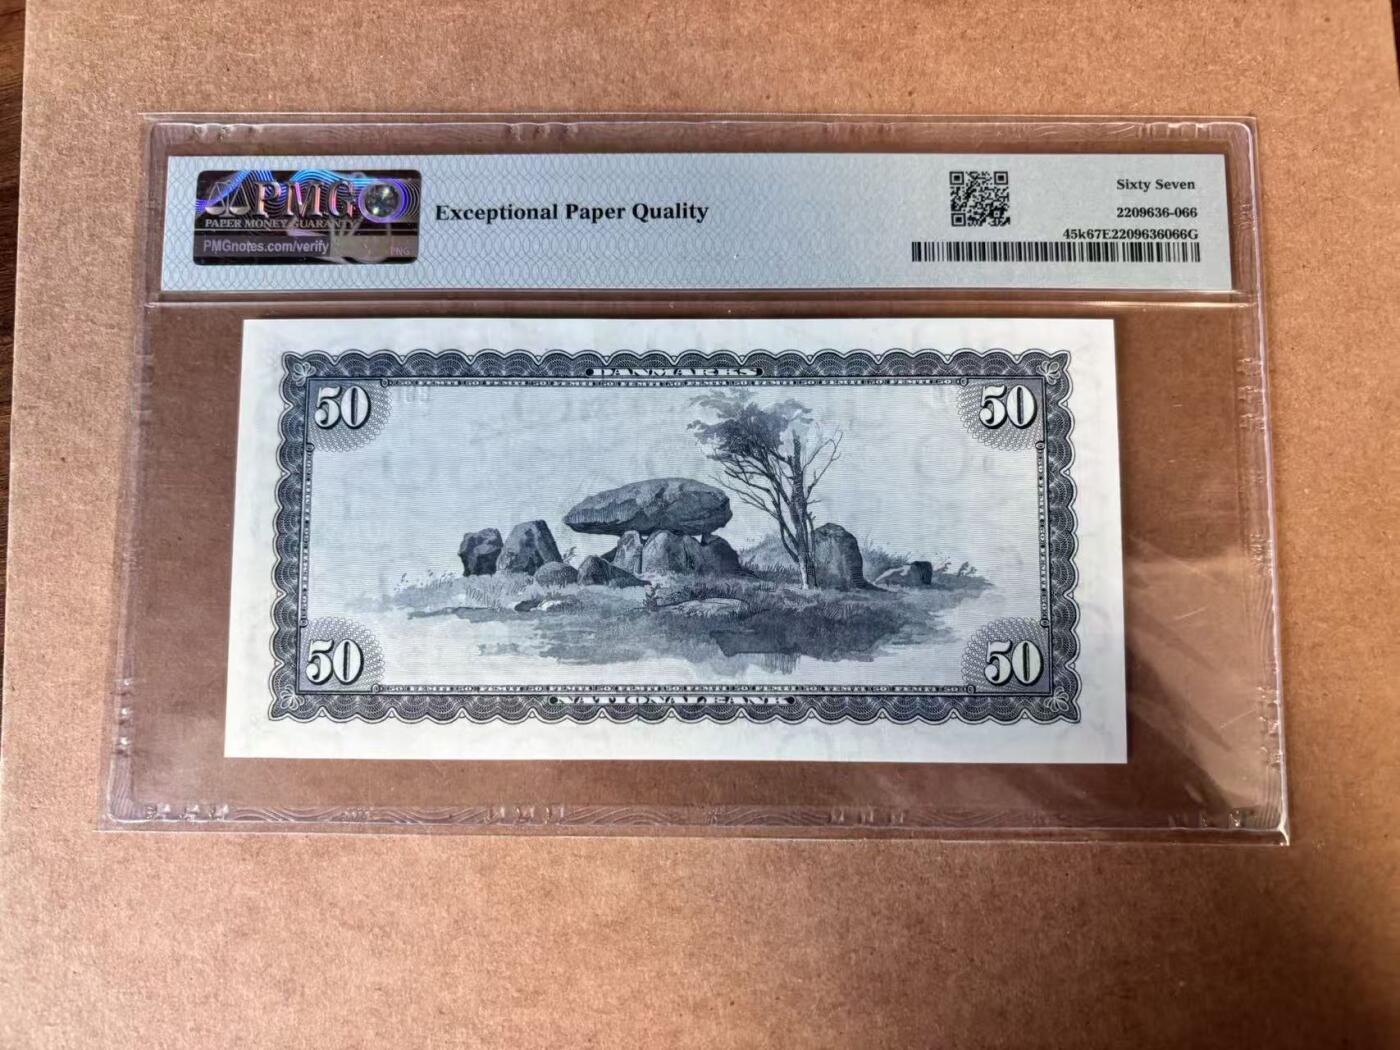 PMG
PAPER MONEY GUARANTY
PMGnotes.com/verify
PMG
Exceptional Paper Quality
Sixty Seven
2209636-066
45k67E2209636066G
DANMARKS
50 50
50 50
NATIONALBANK